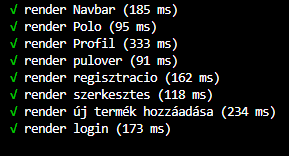 √ render Navbar (185 ms)
√ render Polo (95 ms)
√ render Profil (333 ms)
√ render pulover (91 ms)
√ render regisztracio (162 ms)
√ render szerkesztes (118 ms)
√ render új termék hozzáadása (234 ms)
√ render login (173 ms)